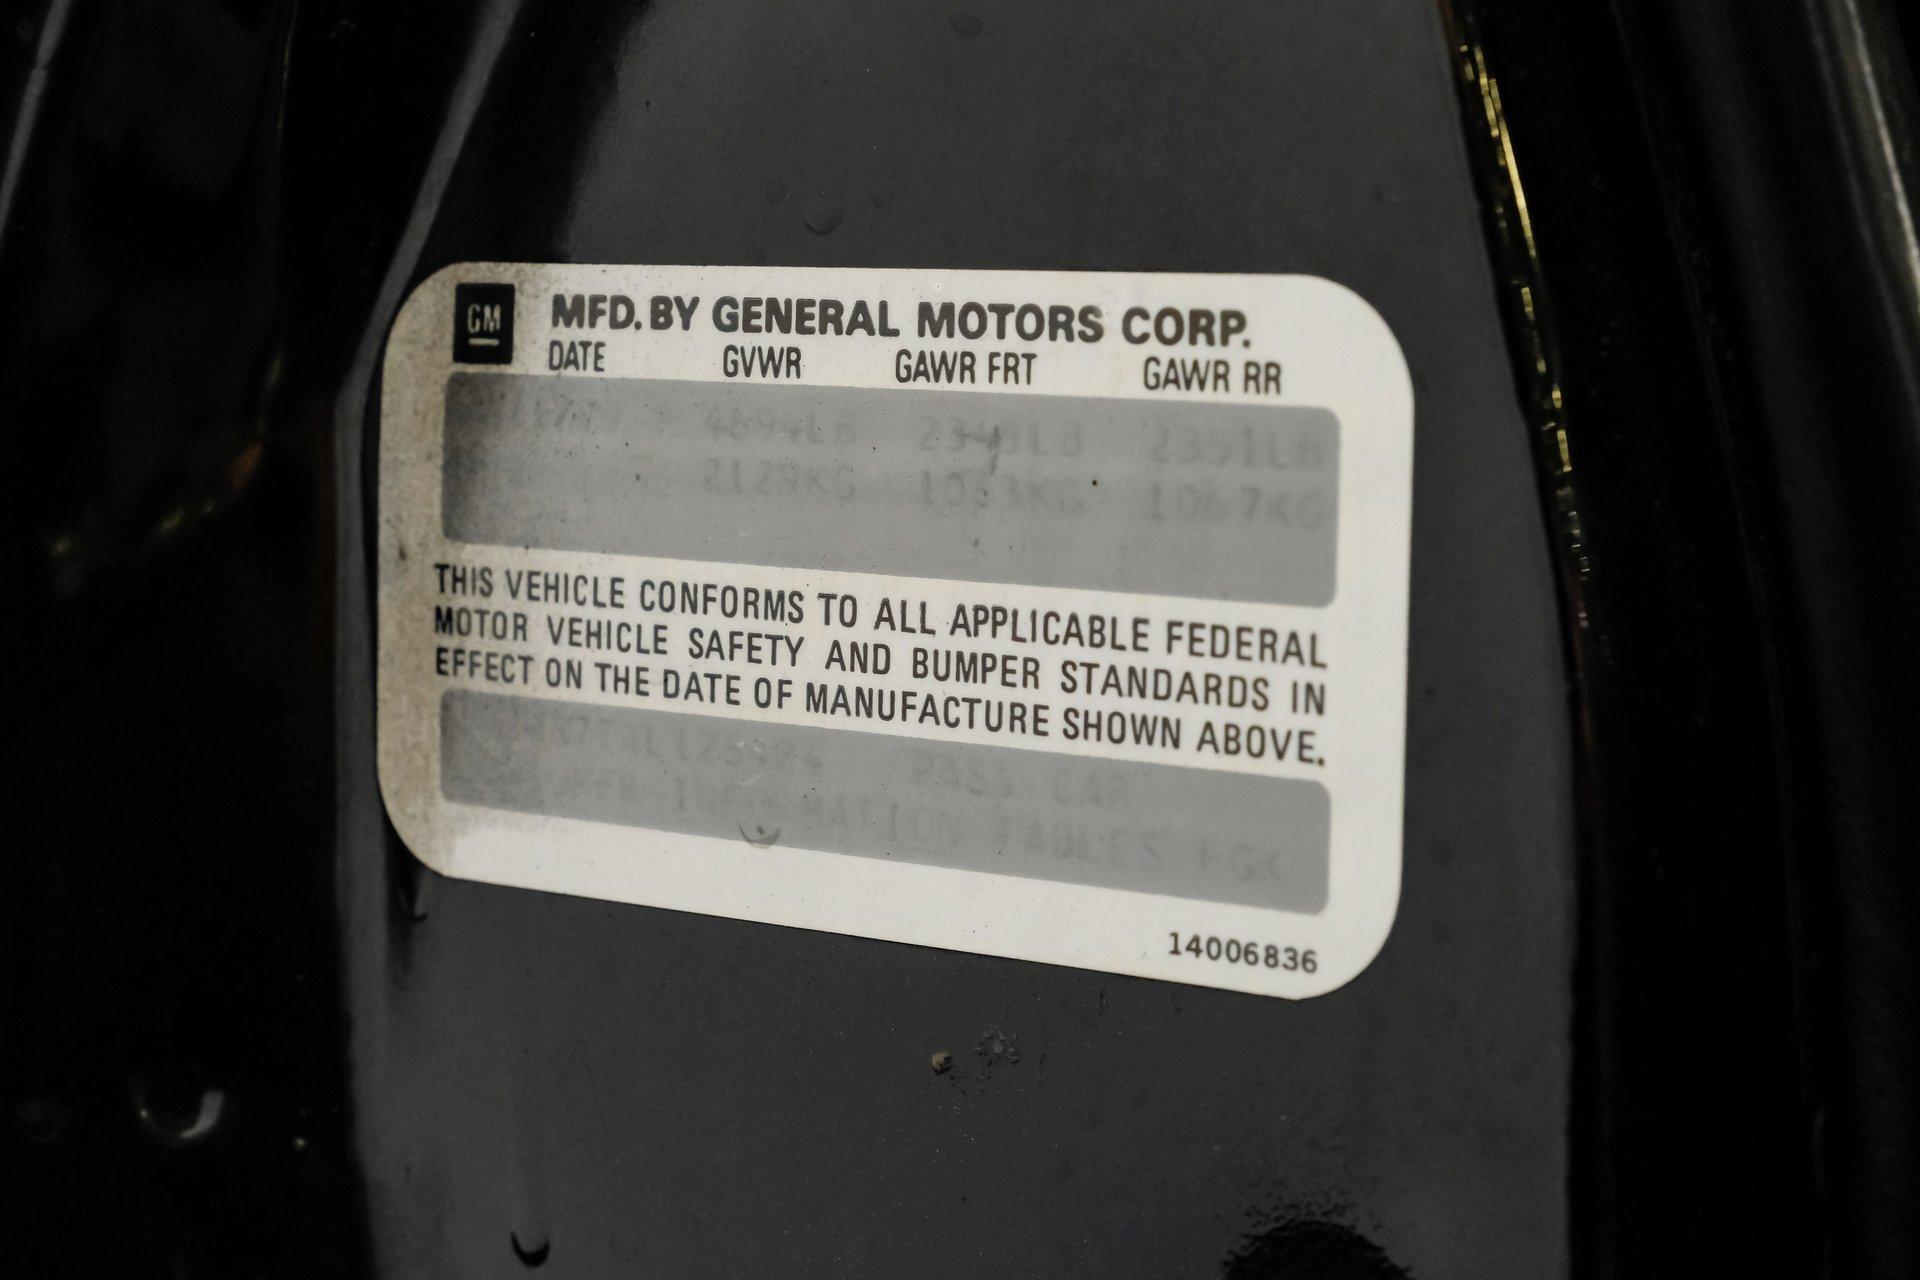 GM MFD. BY GENERAL MOTORS CORP.
DATE GVWR GAWR FRT GAWR RR
2351LB
2129KG 1067KG
THIS VEHICLE CONFORMS TO ALL APPLICABLE FEDERAL
MOTOR VEHICLE SAFETY AND BUMPER STANDARDS IN
EFFECT ON THE DATE OF MANUFACTURE SHOWN ABOVE.
PASS CAR
INFORMATION TABLES
14006836